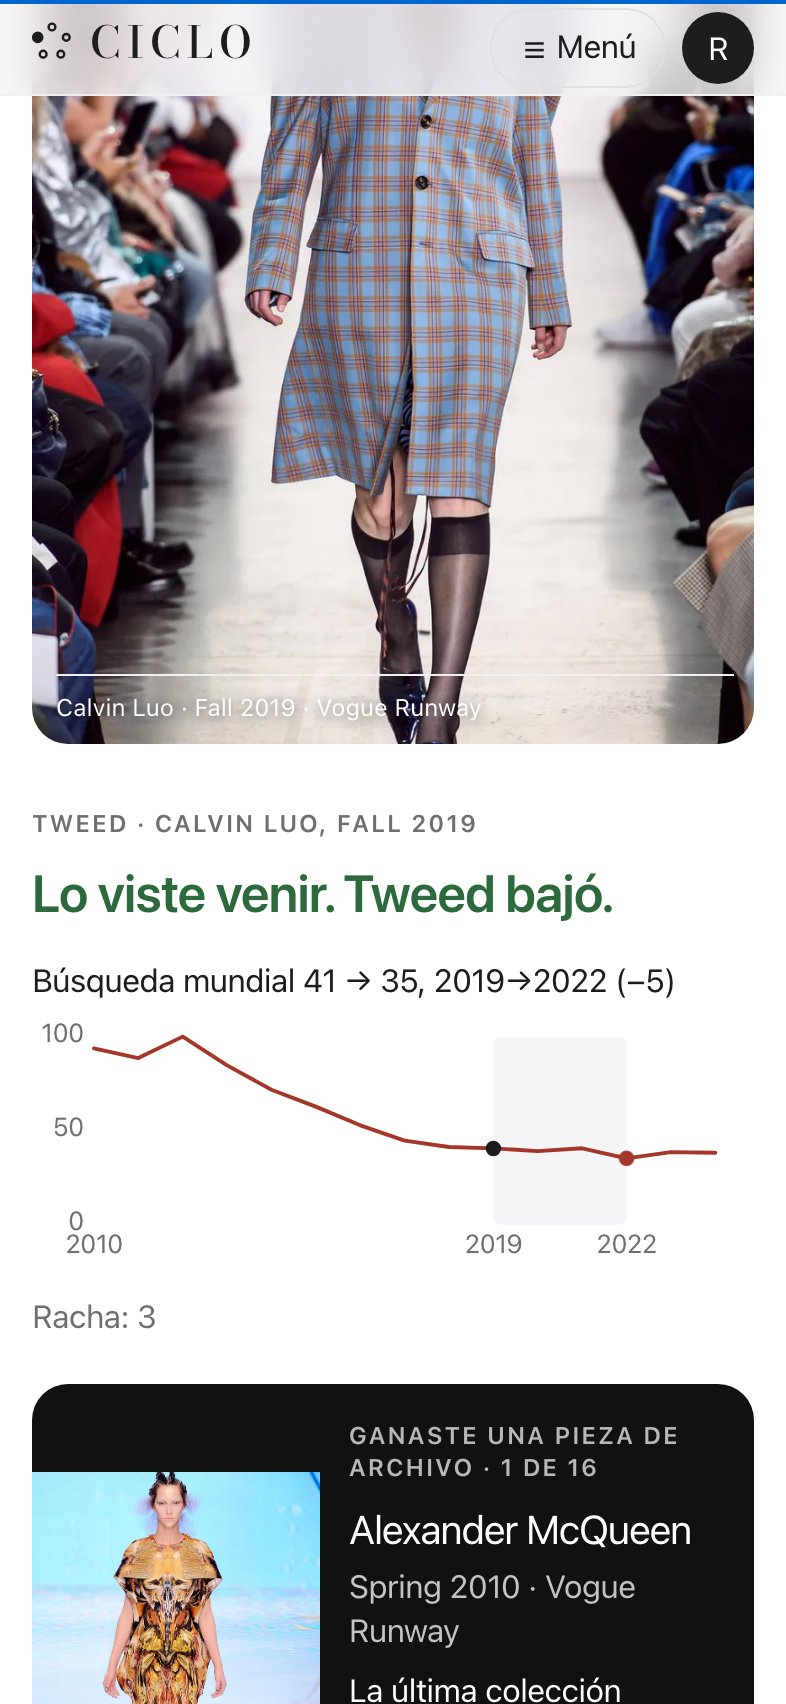 CICLO
≡ Menú
R
Calvin Luo · Fall 2019 · Vogue Runway
TWEED · CALVIN LUO, FALL 2019
Lo viste venir. Tweed bajó.
Búsqueda mundial 41 → 35, 2019→2022 (−5)
100
50
0
2010
2019
2022
Racha: 3
GANASTE UNA PIEZA DE
ARCHIVO · 1 DE 16
Alexander McQueen
Spring 2010 · Vogue
Runway
La última colección